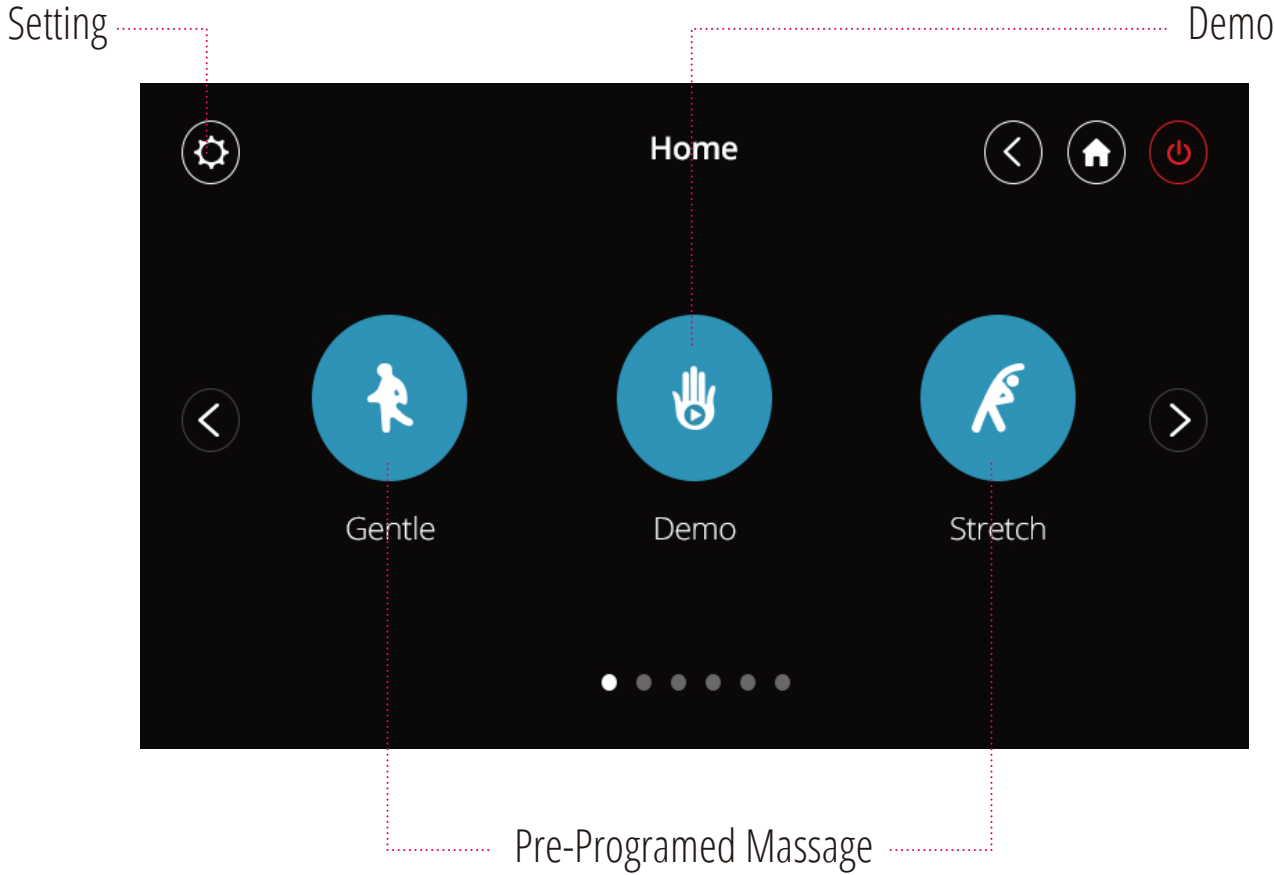 Setting
Demo
Home
Gentle
Demo
Stretch
Pre-Programed Massage